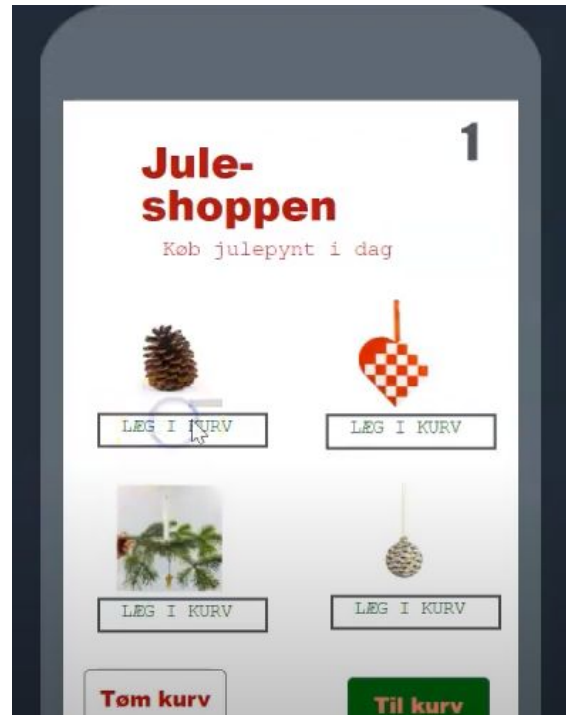 1
Jule-
shoppen
Køb julepynt i dag
LÆG I KURV
LÆG I KURV
LÆG I KURV
LÆG I KURV
Tøm kurv
Til kurv